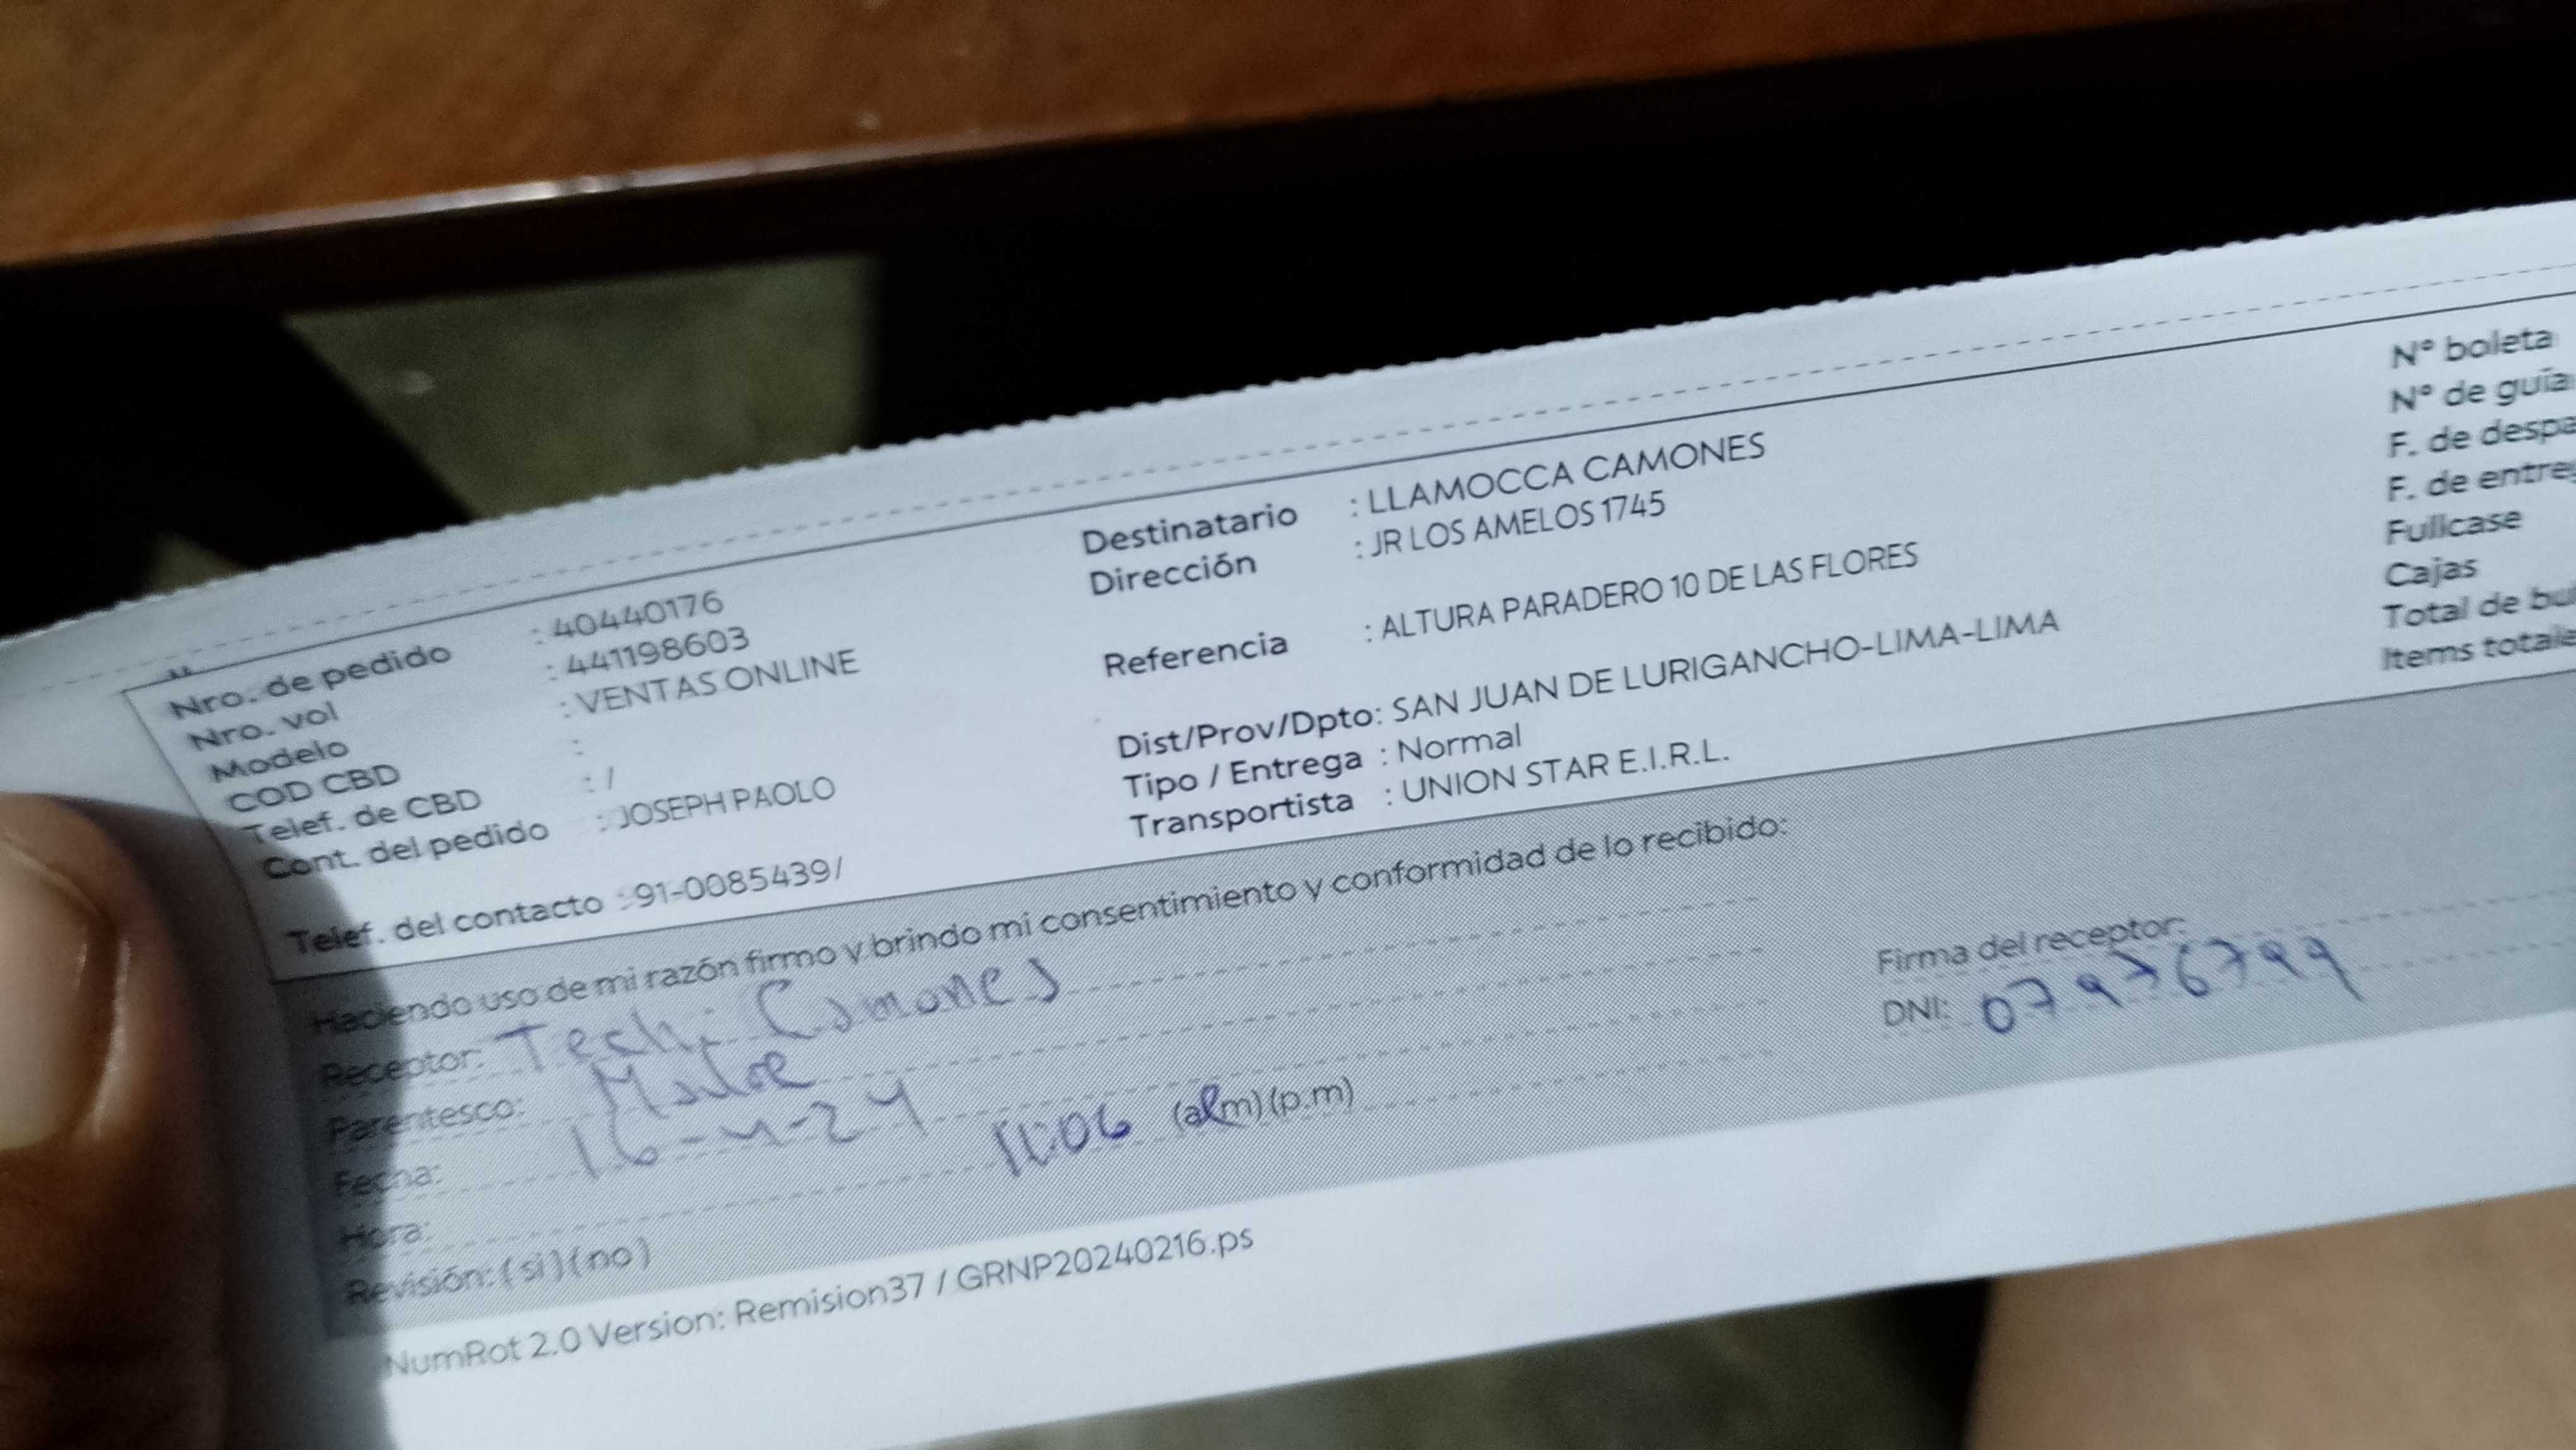 Nro. de pedido : 40440176
Nro. vol : 441198603
Modelo : VENTAS ONLINE
COD CBD :
Telef. de CBD : /
Cont. del pedido : JOSEPH PAOLO
Telef. del contacto : 91-0085439/
Destinatario : LLAMOCCA CAMONES
Dirección : JR LOS AMELOS 1745
Referencia : ALTURA PARADERO 10 DE LAS FLORES
Dist/Prov/Dpto: SAN JUAN DE LURIGANCHO-LIMA-LIMA
Tipo / Entrega : Normal
Transportista : UNION STAR E.I.R.L.
N° boleta
N° de guía
F. de despa
F. de entreg
Fullcase
Cajas
Total de bu
Items totale
Haciendo uso de mi razón firmo y brindo mi consentimiento y conformidad de lo recibido:
Receptor: Camones
Parentesco: Madre
Fecha: 16-4-24
Hora: 11:06 (a.m) (p.m)
Revisión: (si) (no)
Firma del receptor:
DNI: 07976799
NumRot 2.0 Version: Remision37 / GRNP20240216.ps